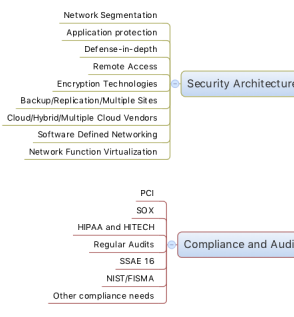 Network Segmentation
Application protection
Defense-in-depth
Remote Access
Encryption Technologies
Backup/Replication/Multiple Sites
Cloud/Hybrid/Multiple Cloud Vendors
Software Defined Networking
Network Function Virtualization
Security Architecture
PCI
SOX
HIPAA and HITECH
Regular Audits
SSAE 16
NIST/FISMA
Other compliance needs
Compliance and Audi